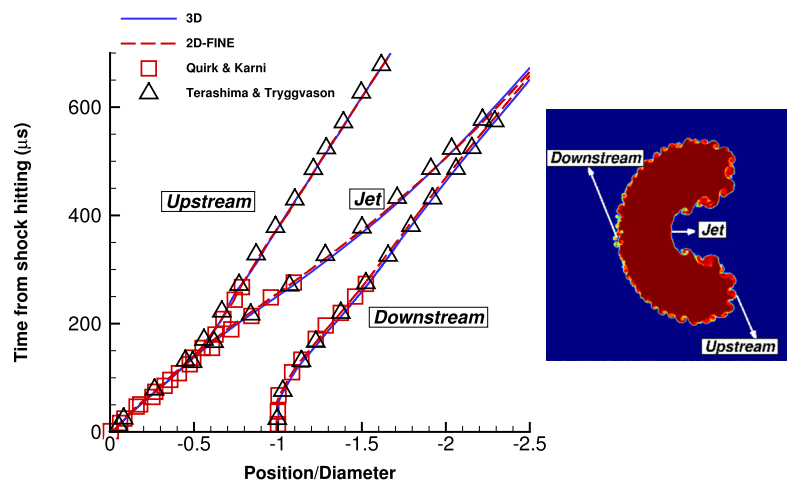 3D
2D-FINE
Quirk & Karni
Terashima & Tryggvason
Time from shock hitting (μs)
600
400
200
0
Upstream
Jet
Downstream
0
-0.5
-1
-1.5
-2
-2.5
Position/Diameter
Downstream
Jet
Upstream